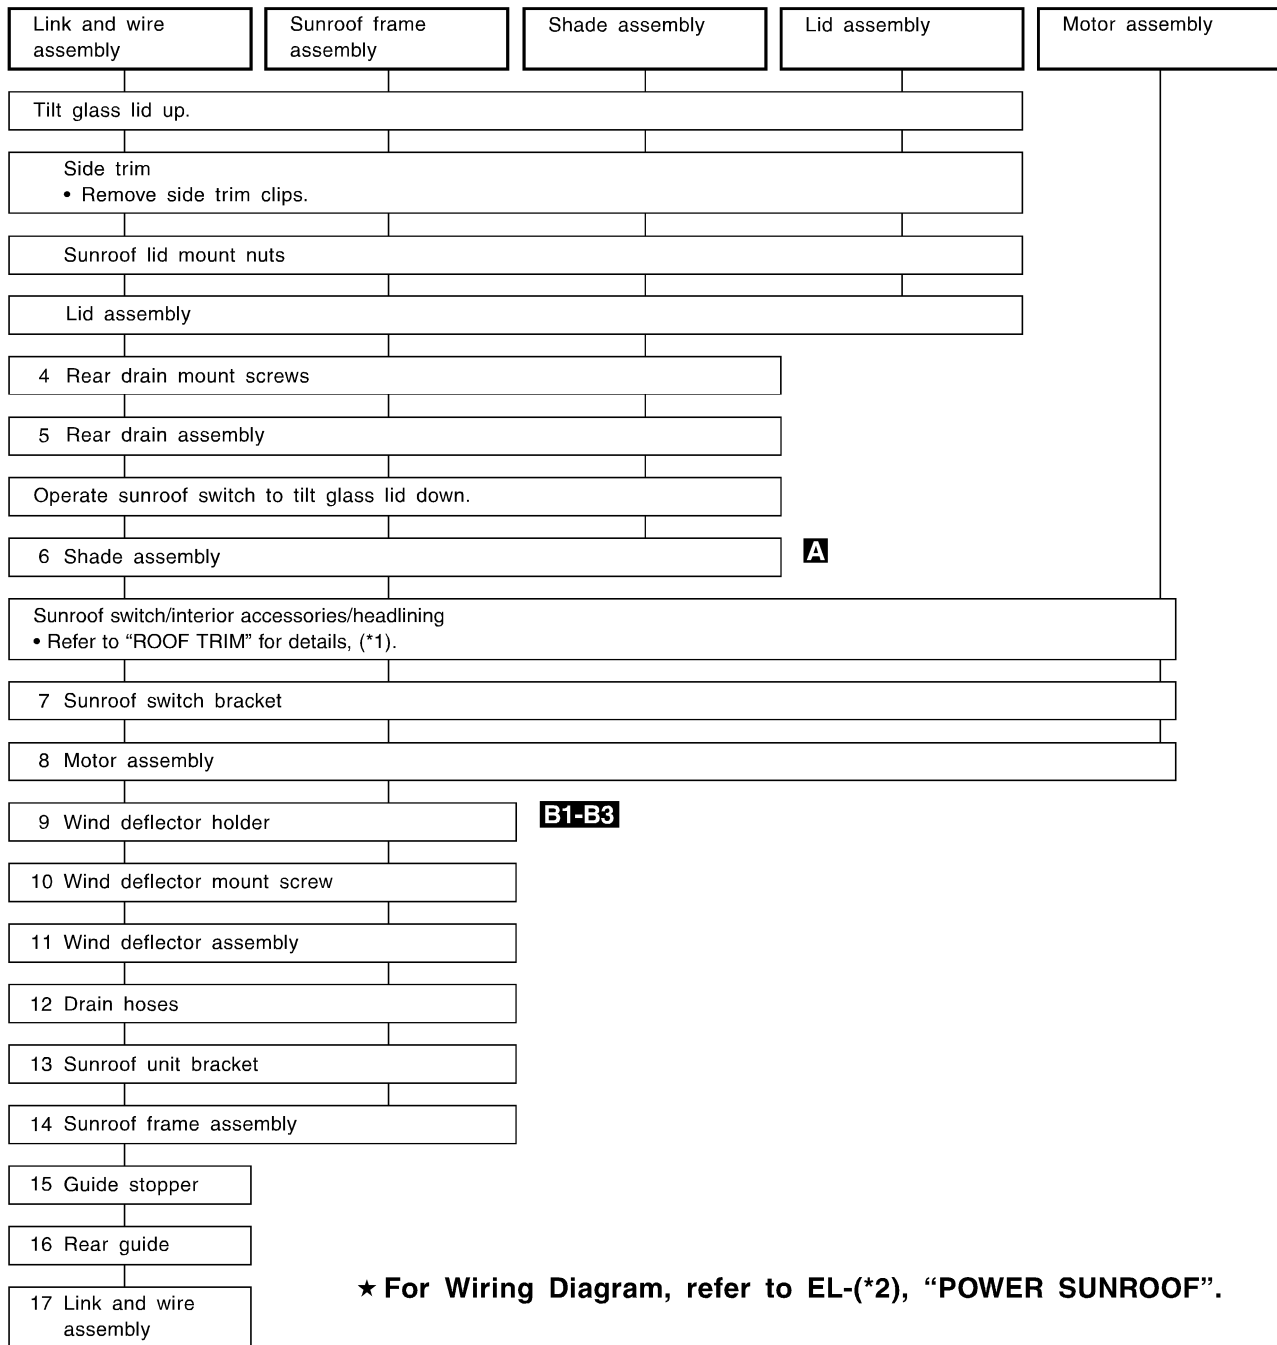 Link and wire
assembly
Sunroof frame
assembly
Shade assembly
Lid assembly
Motor assembly
Tilt glass lid up.
Side trim
• Remove side trim clips.
Sunroof lid mount nuts
Lid assembly
4 Rear drain mount screws
5 Rear drain assembly
Operate sunroof switch to tilt glass lid down.
6 Shade assembly
A
Sunroof switch/interior accessories/headlining
• Refer to “ROOF TRIM” for details, (*1).
7 Sunroof switch bracket
8 Motor assembly
9 Wind deflector holder
B1-B3
10 Wind deflector mount screw
11 Wind deflector assembly
12 Drain hoses
13 Sunroof unit bracket
14 Sunroof frame assembly
15 Guide stopper
16 Rear guide
17 Link and wire
assembly
★ For Wiring Diagram, refer to EL-(*2), “POWER SUNROOF”.